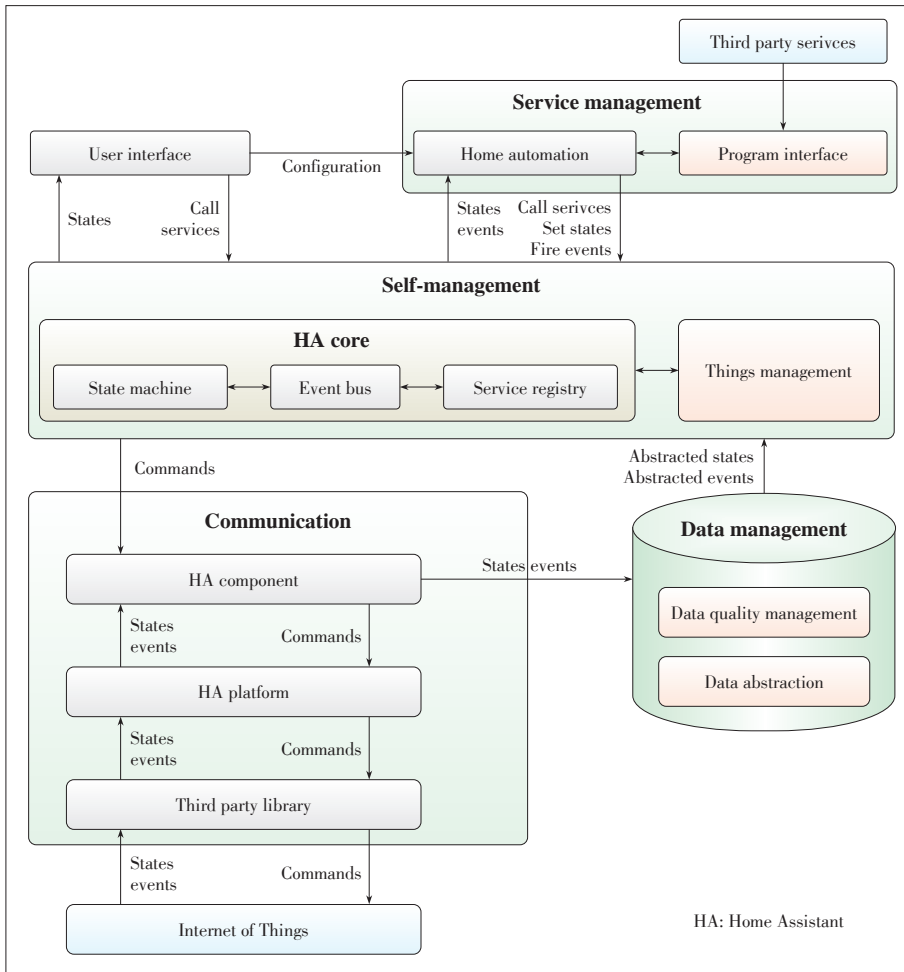 Third party serivces
Service management
User interface
Configuration
Home automation
Program interface
States
Call
services
States
events
Call serivces
Set states
Fire events
Self-management
HA core
State machine
Event bus
Service registry
Things management
Commands
Abstracted states
Abstracted events
Communication
Data management
HA component
States events
Data quality management
States
events
Commands
HA platform
Data abstraction
States
events
Commands
Third party library
States
events
Commands
Internet of Things
HA: Home Assistant